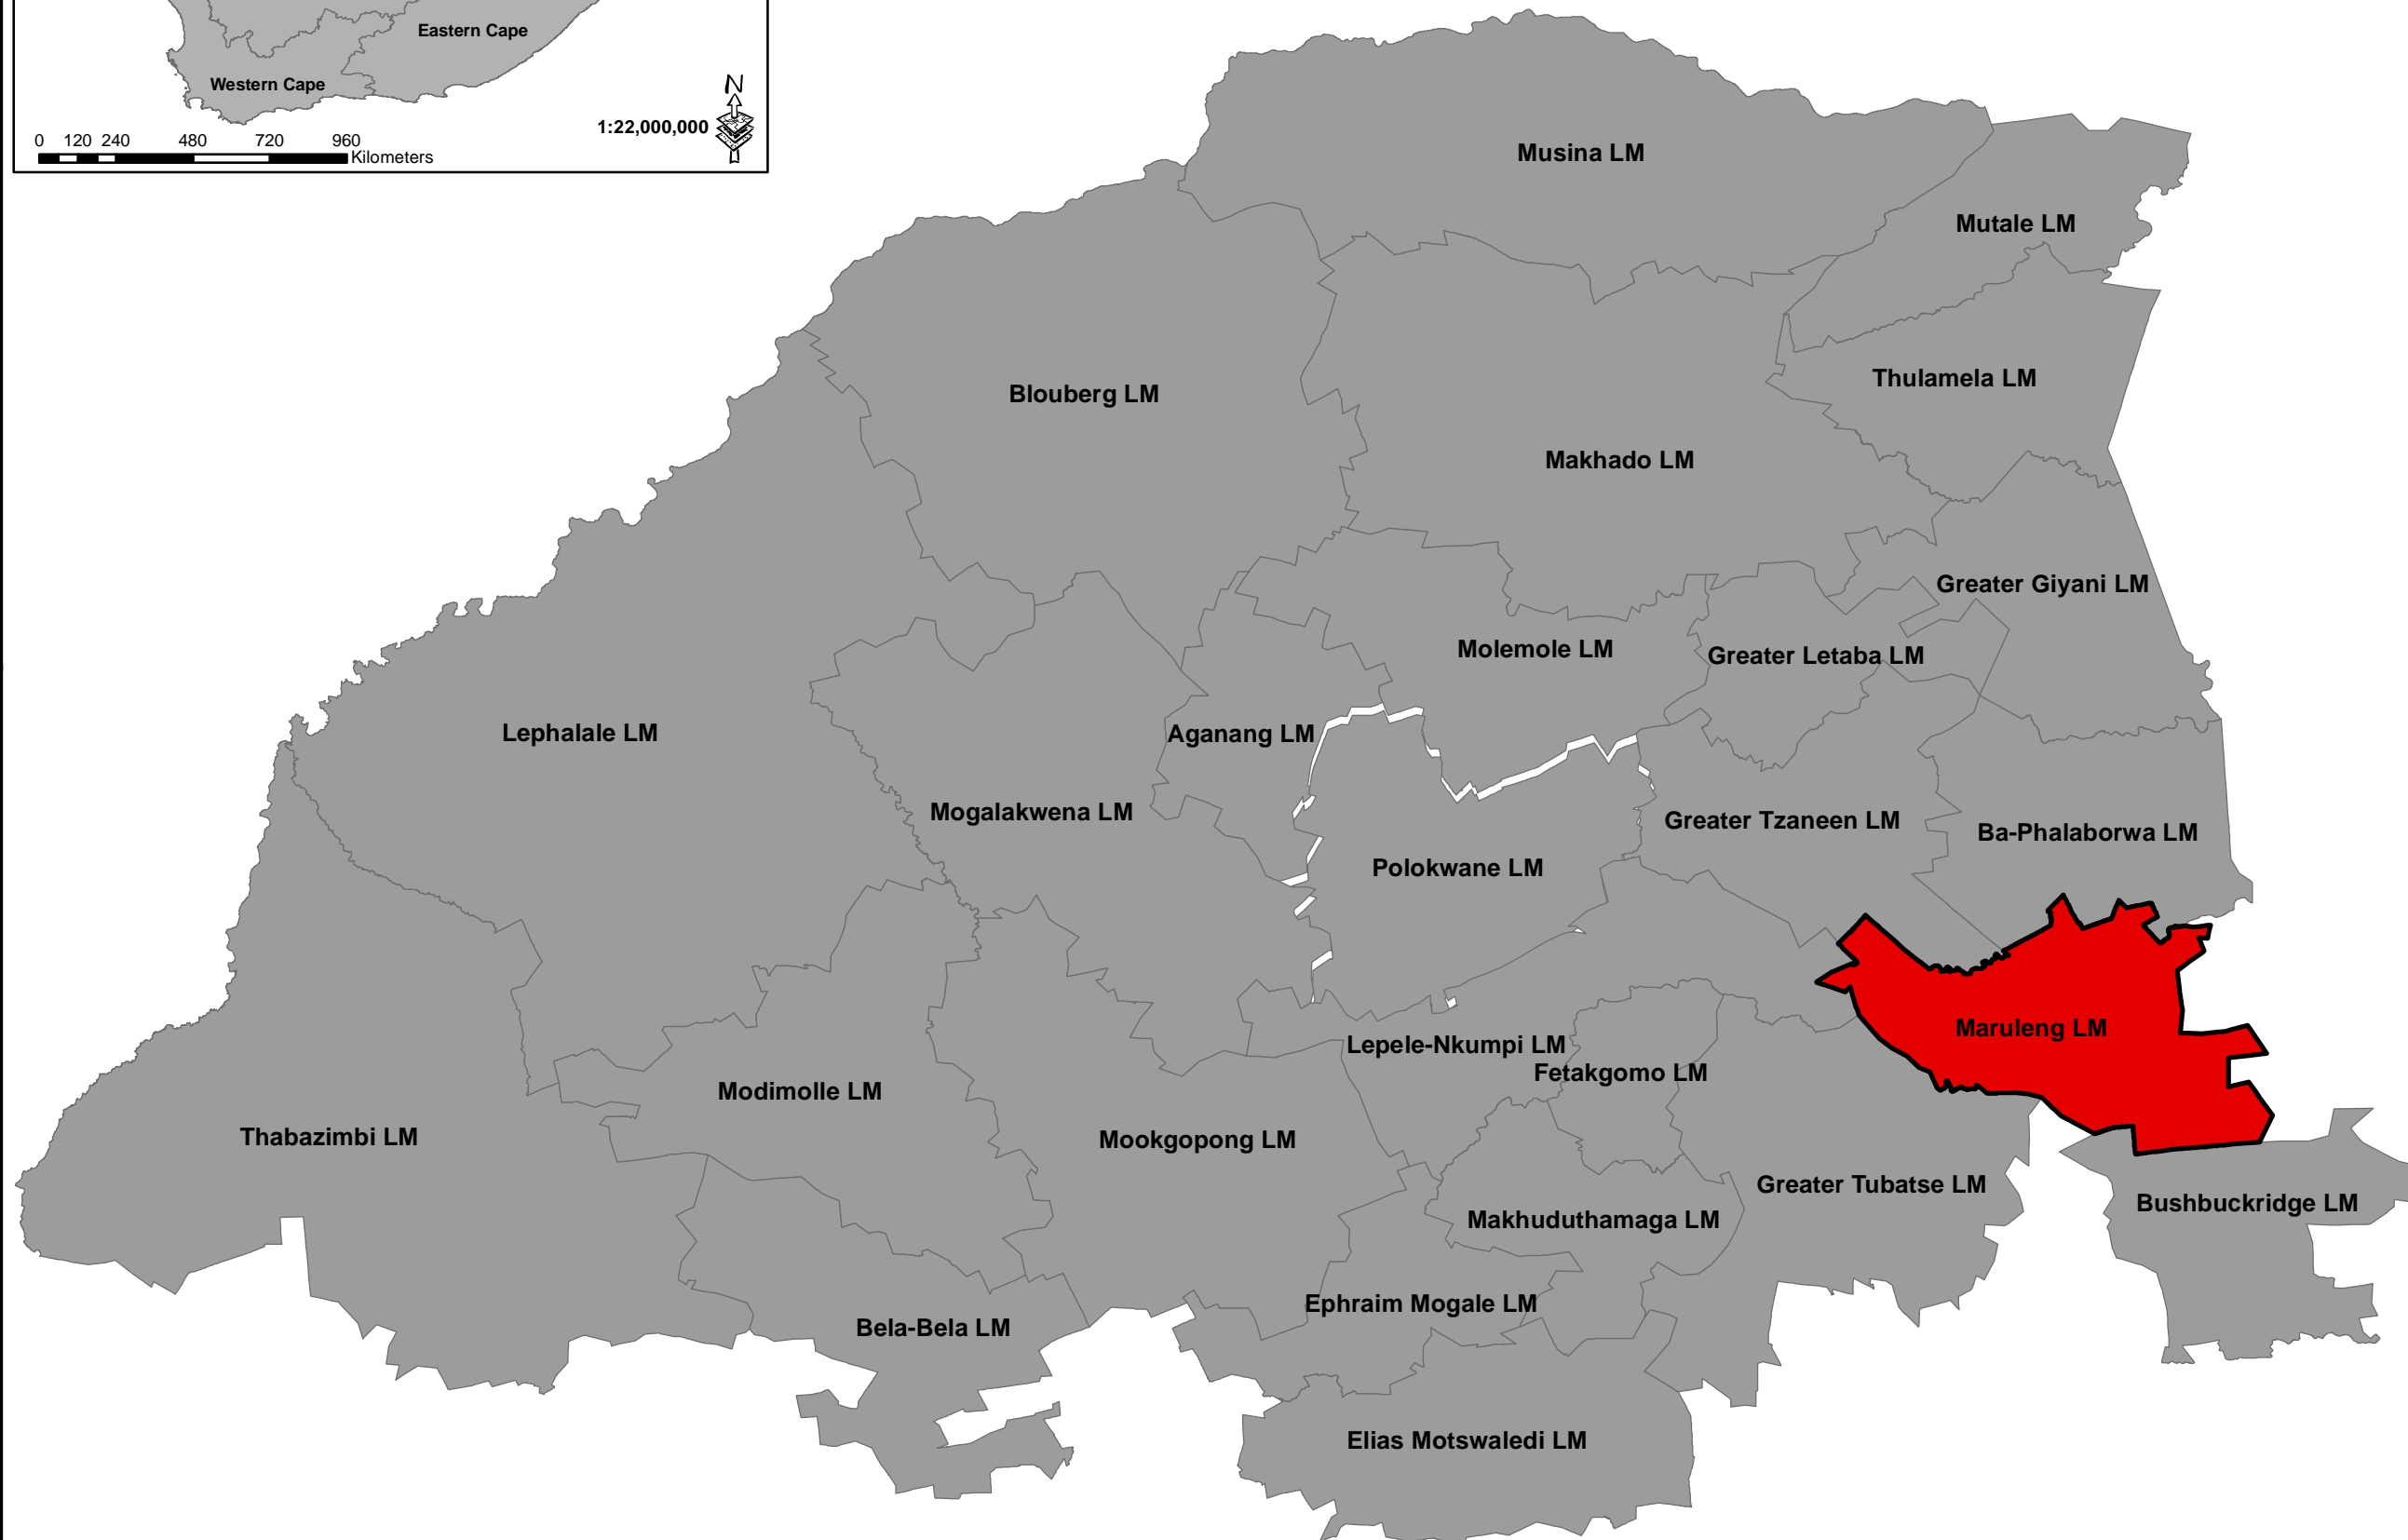 Eastern Cape
Western Cape
N
1:22,000,000
0 120 240 480 720 960
Kilometers
Musina LM
Mutale LM
Thulamela LM
Blouberg LM
Makhado LM
Greater Giyani LM
Molemole LM
Greater Letaba LM
Lephalale LM
Aganang LM
Mogalakwena LM
Greater Tzaneen LM
Ba-Phalaborwa LM
Polokwane LM
Maruleng LM
Lepele-Nkumpi LM
Fetakgomo LM
Modimolle LM
Thabazimbi LM
Mookgopong LM
Greater Tubatse LM
Bushbuckridge LM
Makhuduthamaga LM
Ephraim Mogale LM
Bela-Bela LM
Elias Motswaledi LM